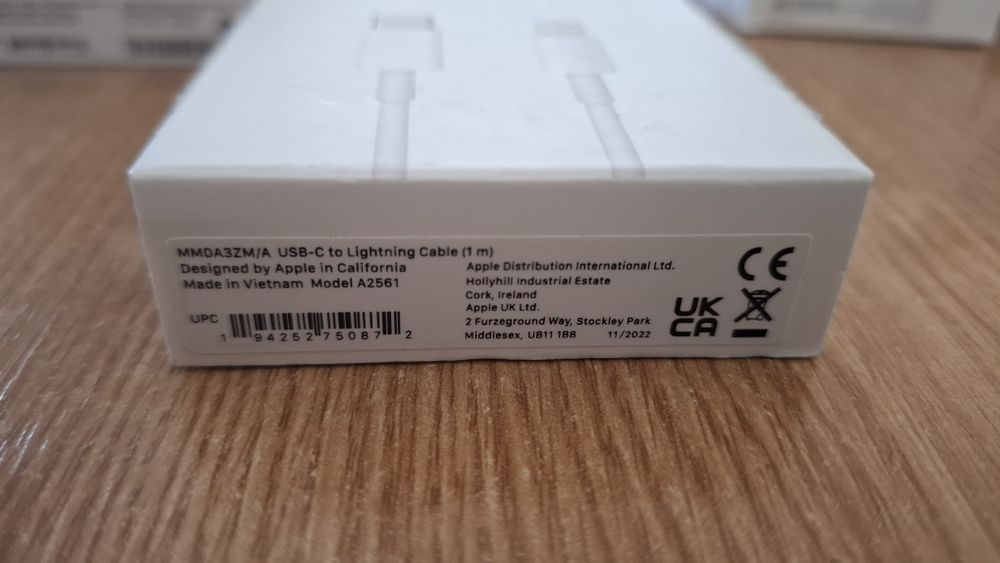 MM0A3ZM/A USB-C to Lightning Cable (1 m)
Designed by Apple in California
Made in Vietnam Model A2561
UPC
1 94252 75087 2
Apple Distribution International Ltd.
Hollyhill Industrial Estate
Cork, Ireland
Apple UK Ltd.
2 Furzeground Way, Stockley Park
Middlesex, UB11 1BB 11/2022
CE
UK
CA